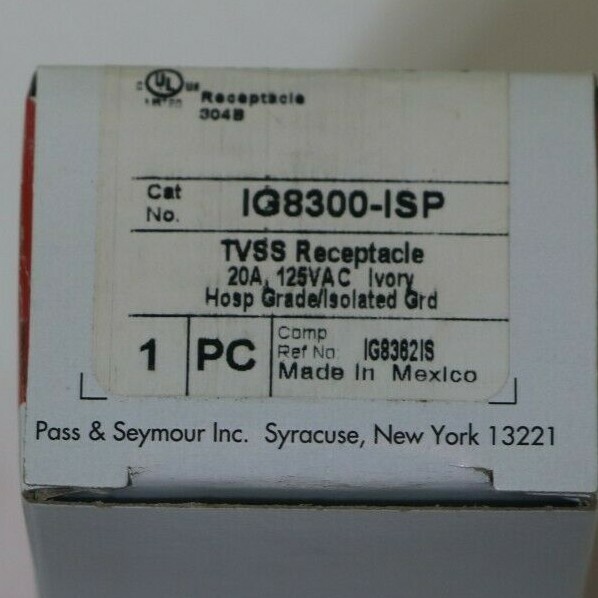 UL
Receptacle
304B
Cat
No.
IG8300-ISP
TVSS Receptacle
20A, 125VAC Ivory
Hosp Grade/Isolated Grd
1 PC
Comp
Ref No: IG8362IS
Made In Mexico
Pass & Seymour Inc. Syracuse, New York 13221